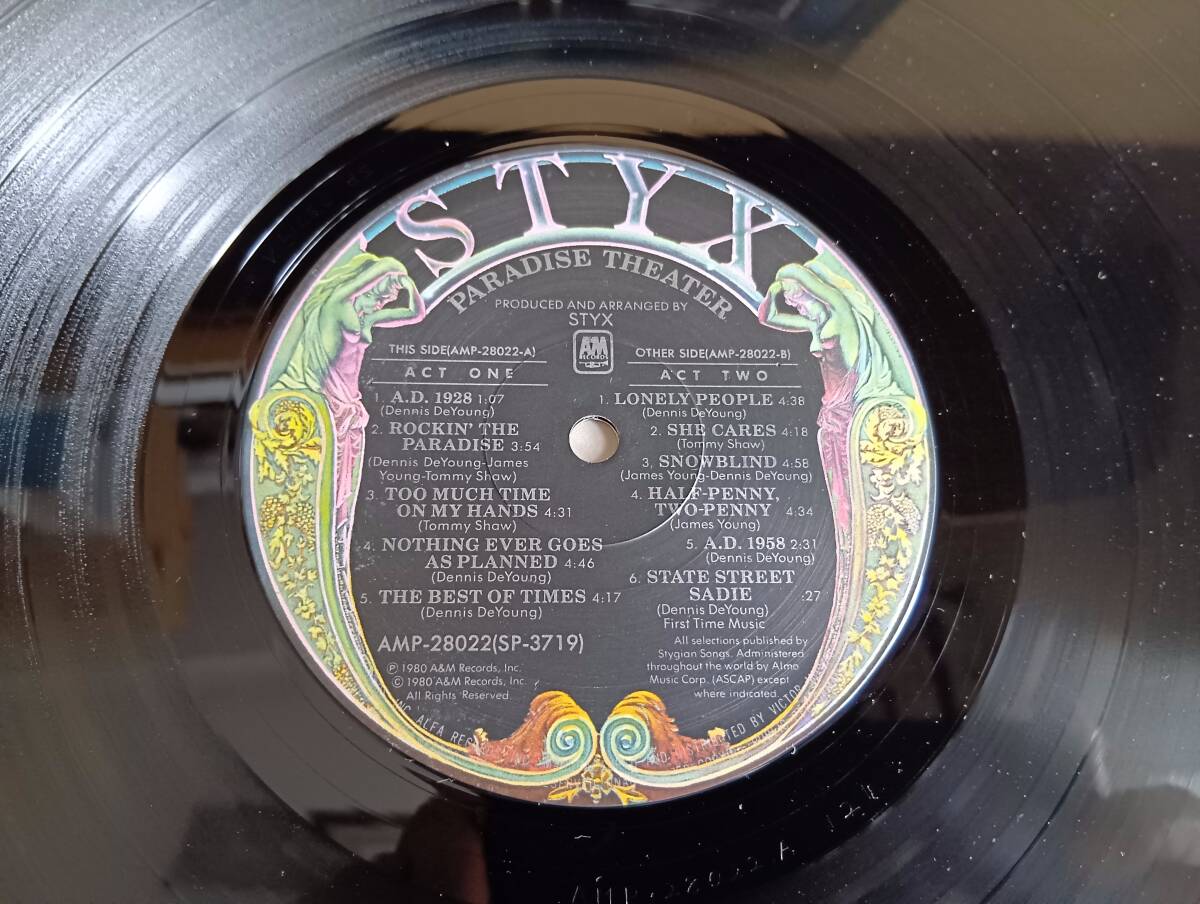 STYX
PARADISE THEATER
PRODUCED AND ARRANGED BY
STYX
A&M
RECORDS
THIS SIDE(AMP-28022-A)
ACT ONE
1. A.D. 1928 1:07
(Dennis DeYoung)
2. ROCKIN' THE
PARADISE 3:54
(Dennis DeYoung-James
Young-Tommy Shaw)
3. TOO MUCH TIME
ON MY HANDS 4:31
(Tommy Shaw)
4. NOTHING EVER GOES
AS PLANNED 4:46
(Dennis DeYoung)
5. THE BEST OF TIMES 4:17
(Dennis DeYoung)
AMP-28022(SP-3719)
Ⓟ 1980 A&M Records, Inc.
© 1980 A&M Records, Inc.
All Rights Reserved.
OTHER SIDE(AMP-28022-B)
ACT TWO
1. LONELY PEOPLE 4:38
(Dennis DeYoung)
2. SHE CARES 4:18
(Tommy Shaw)
3. SNOWBLIND 4:58
(James Young-Dennis DeYoung)
4. HALF-PENNY,
TWO-PENNY 4:34
(James Young)
5. A.D. 1958 2:31
(Dennis DeYoung)
6. STATE STREET
SADIE :27
(Dennis DeYoung)
First Time Music
All selections published by
Stygian Songs. Administered
throughout the world by Almo
Music Corp. (ASCAP) except
where indicated.
ALFA BY VICTOR
28022 A 124